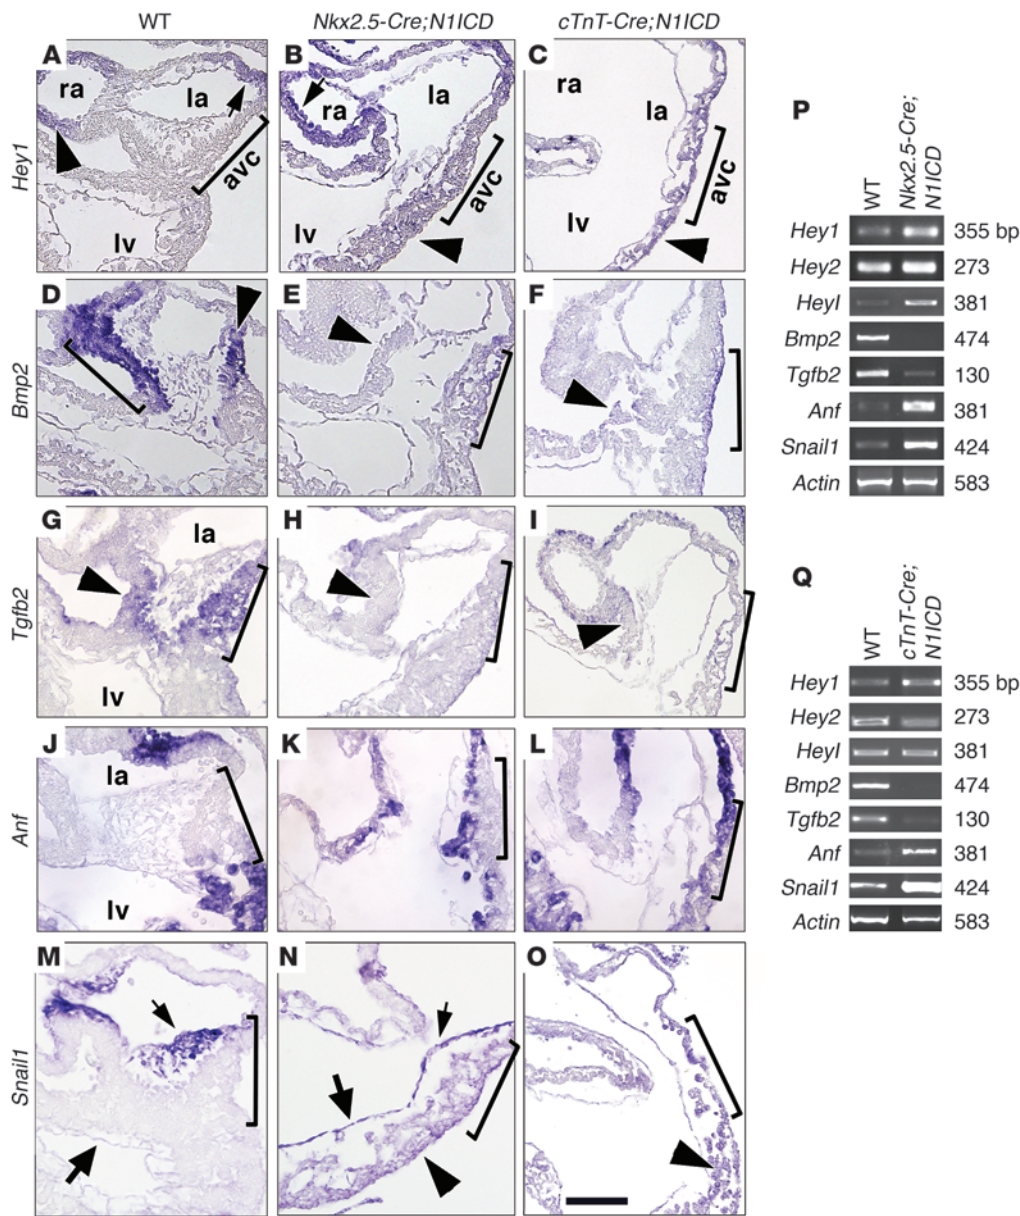 WT
Nkx2.5-Cre;N1ICD
cTnT-Cre;N1ICD
Hey1
A
ra
la
avc
lv
B
ra
la
avc
lv
C
ra
la
avc
lv
Bmp2
D
E
F
Tgfb2
G
la
lv
H
I
Anf
J
la
lv
K
L
Snail1
M
N
O
P
WT
Nkx2.5-Cre;
N1ICD
Hey1 355 bp
Hey2 273
Heyl 381
Bmp2 474
Tgfb2 130
Anf 381
Snail1 424
Actin 583
Q
WT
cTnT-Cre;
N1ICD
Hey1 355 bp
Hey2 273
Heyl 381
Bmp2 474
Tgfb2 130
Anf 381
Snail1 424
Actin 583